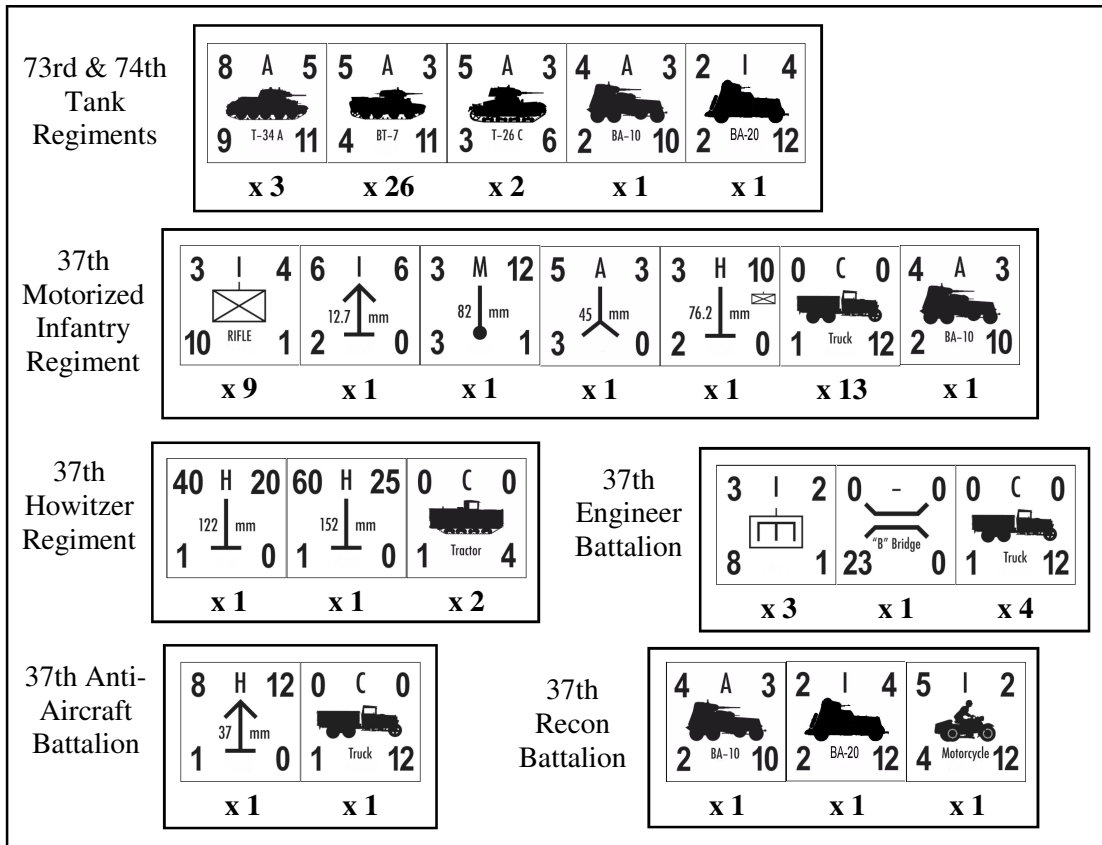 73rd & 74th
Tank
Regiments
8 A 5
T-34 A
9 11
x 3
5 A 3
BT-7
4 11
x 26
5 A 3
T-26 C
3 6
x 2
4 A 3
BA-10
2 10
x 1
2 I 4
BA-20
2 12
x 1
37th
Motorized
Infantry
Regiment
3 I 4
RIFLE
10 1
x 9
6 I 6
12.7 mm
2 0
x 1
3 M 12
82 mm
3 1
x 1
5 A 3
45 mm
3 0
x 1
3 H 10
76.2 mm
2 0
x 1
0 C 0
Truck
1 12
x 13
4 A 3
BA-10
2 10
x 1
37th
Howitzer
Regiment
40 H 20
122 mm
1 0
x 1
60 H 25
152 mm
1 0
x 1
0 C 0
Tractor
1 4
x 2
37th
Engineer
Battalion
3 I 2
8 1
x 3
0 - 0
"B" Bridge
23 0
x 1
0 C 0
Truck
1 12
x 4
37th Anti-
Aircraft
Battalion
8 H 12
37 mm
1 0
x 1
0 C 0
Truck
1 12
x 1
37th
Recon
Battalion
4 A 3
BA-10
2 10
x 1
2 I 4
BA-20
2 12
x 1
5 I 2
Motorcycle
4 12
x 1